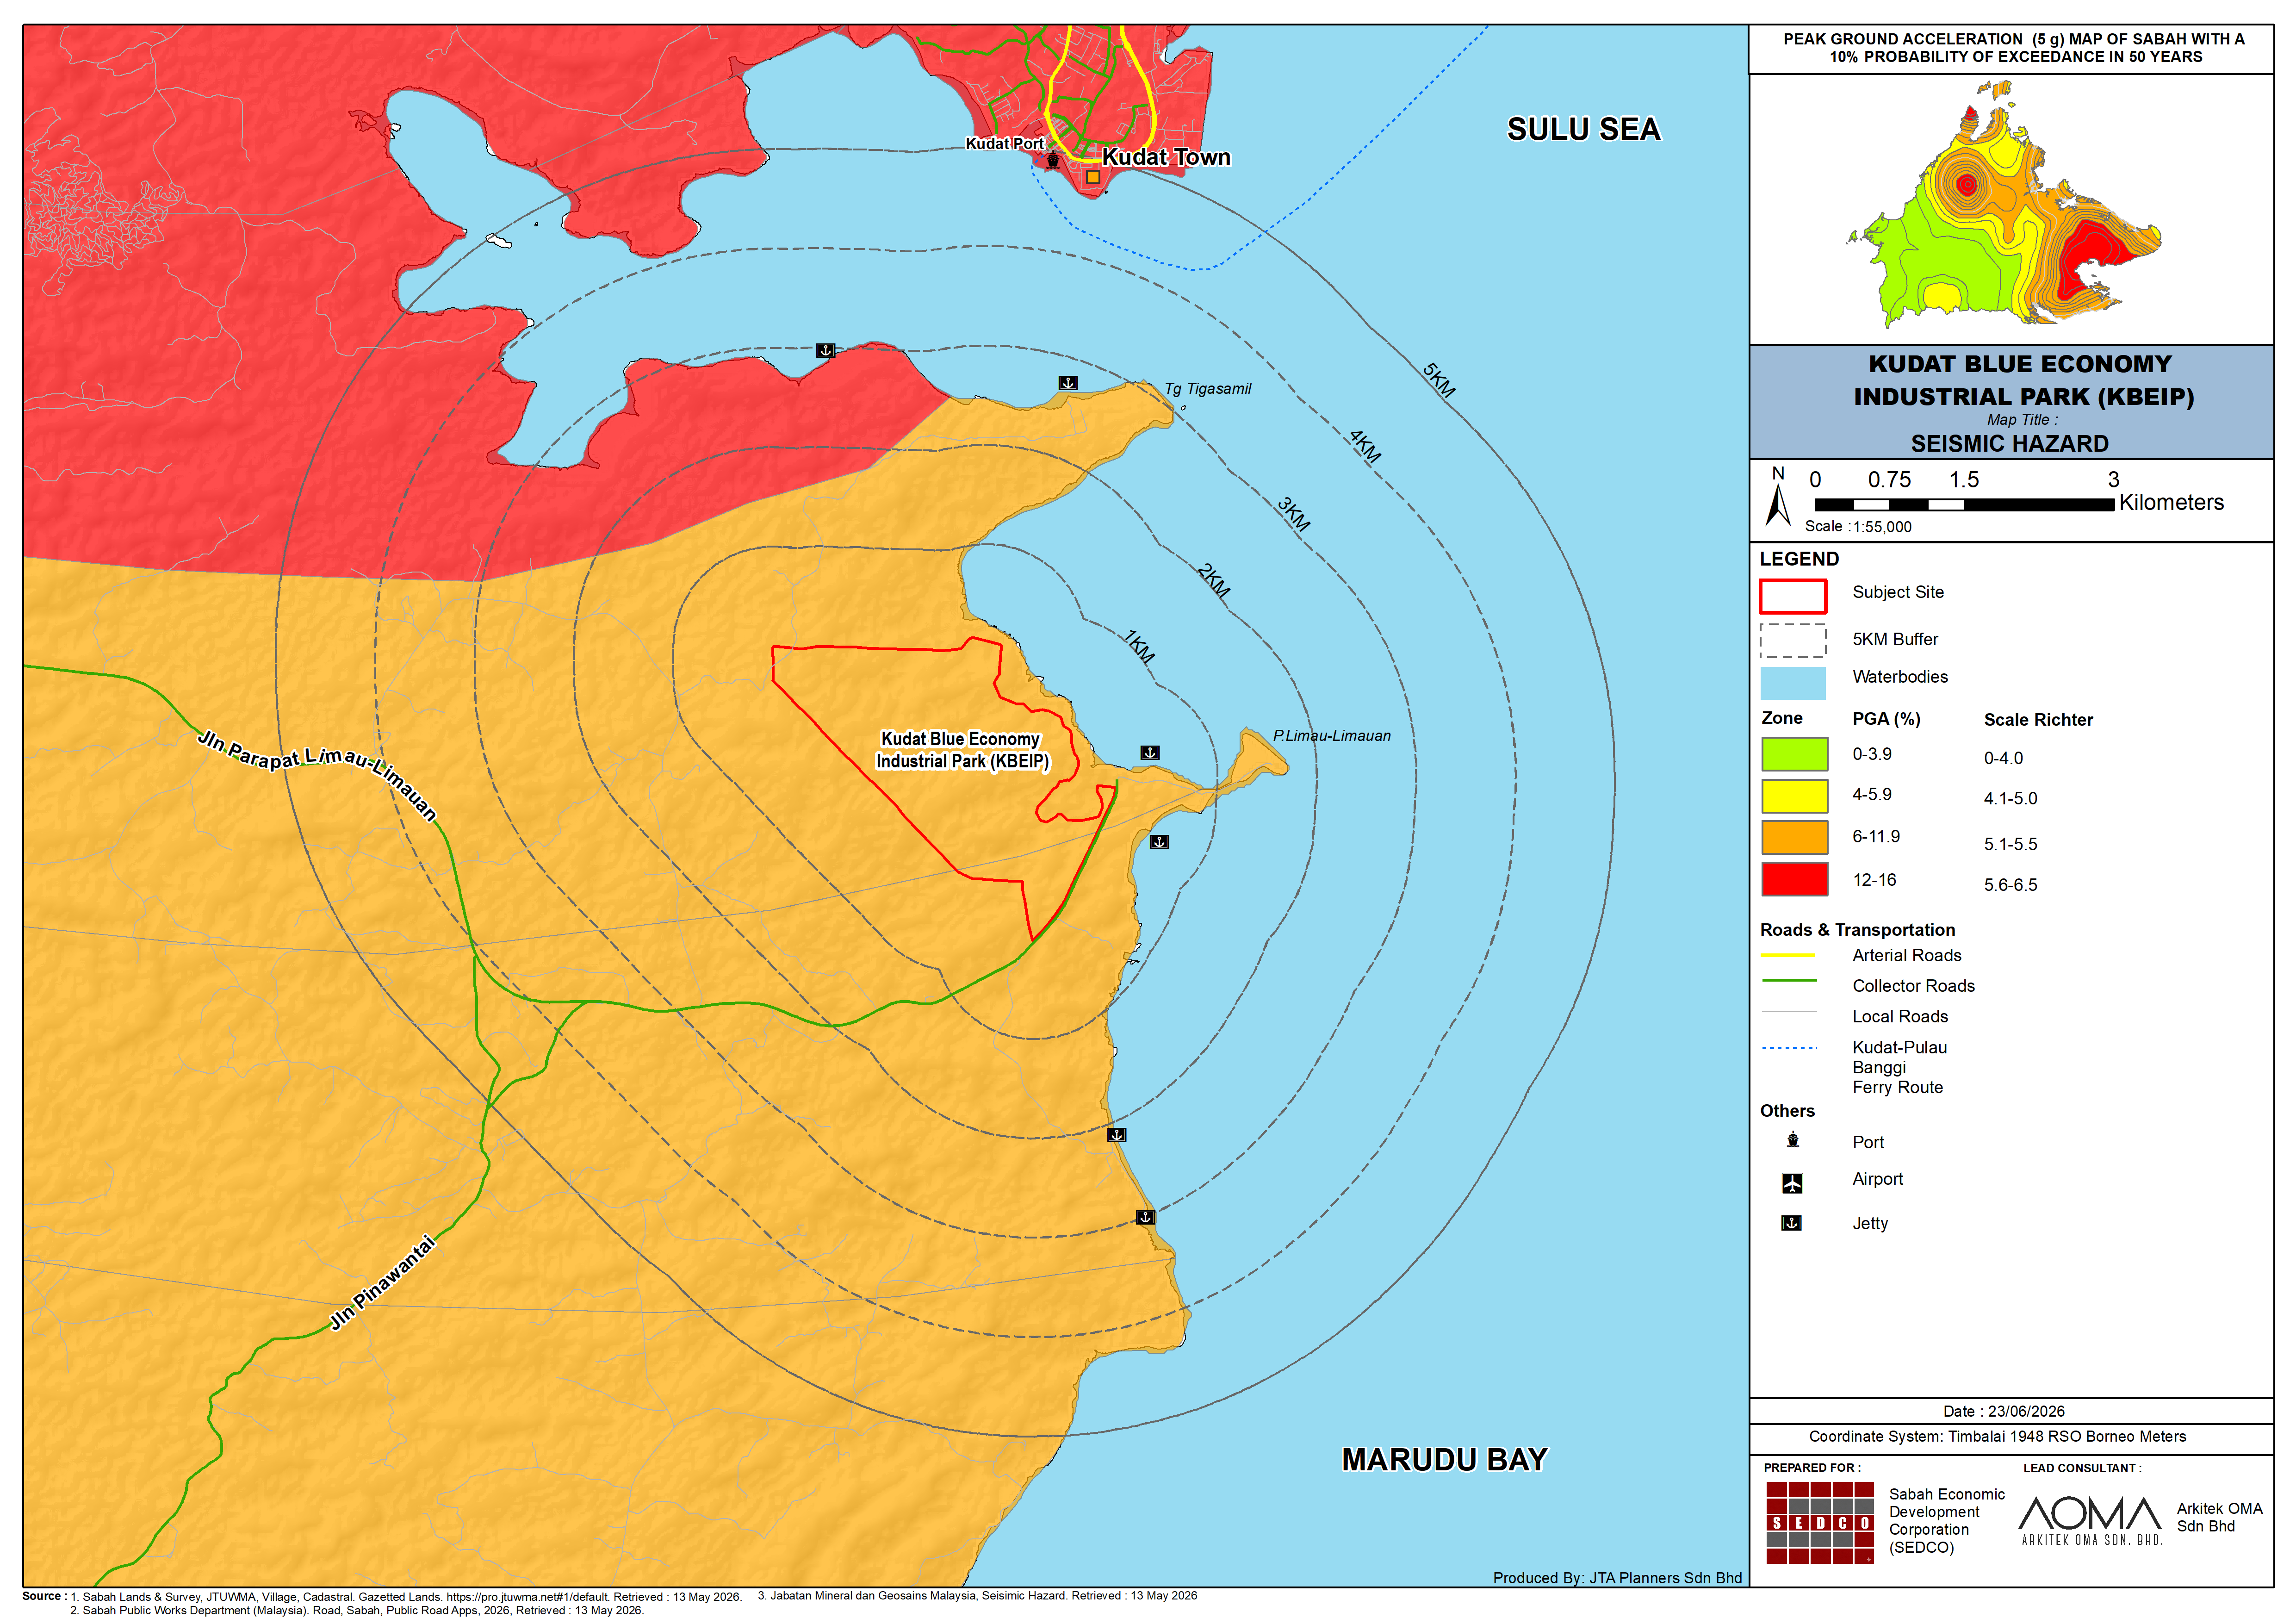 PEAK GROUND ACCELERATION (5 g) MAP OF SABAH WITH A
10% PROBABILITY OF EXCEEDANCE IN 50 YEARS
KUDAT BLUE ECONOMY
INDUSTRIAL PARK (KBEIP)
Map Title :
SEISMIC HAZARD
N
0 0.75 1.5 3
Kilometers
Scale :1:55,000
LEGEND
Subject Site
5KM Buffer
Waterbodies
Zone PGA (%) Scale Richter
0-3.9 0-4.0
4-5.9 4.1-5.0
6-11.9 5.1-5.5
12-16 5.6-6.5
Roads & Transportation
Arterial Roads
Collector Roads
Local Roads
Kudat-Pulau
Banggi
Ferry Route
Others
Port
Airport
Jetty
Date : 23/06/2026
Coordinate System: Timbalai 1948 RSO Borneo Meters
PREPARED FOR :
SEDCO
Sabah Economic
Development
Corporation
(SEDCO)
LEAD CONSULTANT :
AOMA
ARKITEK OMA SDN. BHD.
Arkitek OMA
Sdn Bhd
SULU SEA
Kudat Port
Kudat Town
Tg Tigasamil
5KM
4KM
3KM
2KM
1KM
P.Limau-Limauan
Kudat Blue Economy
Industrial Park (KBEIP)
Jln Parapat Limau-Limauan
Jln Pinawantai
MARUDU BAY
Produced By: JTA Planners Sdn Bhd
Source : 1. Sabah Lands & Survey, JTUWMA, Village, Cadastral. Gazetted Lands. https://pro.jtuwma.net#1/default. Retrieved : 13 May 2026. 3. Jabatan Mineral dan Geosains Malaysia, Seisimic Hazard. Retrieved : 13 May 2026
2. Sabah Public Works Department (Malaysia). Road, Sabah, Public Road Apps, 2026, Retrieved : 13 May 2026.